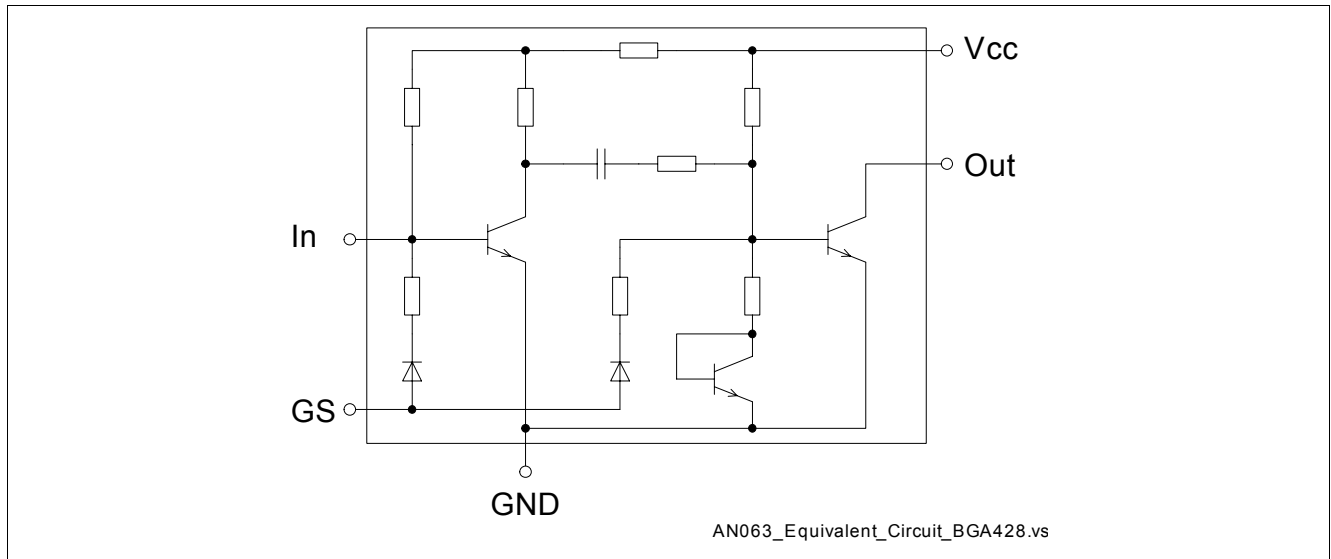 Vcc
Out
In
GS
GND
AN063_Equivalent_Circuit_BGA428.vs